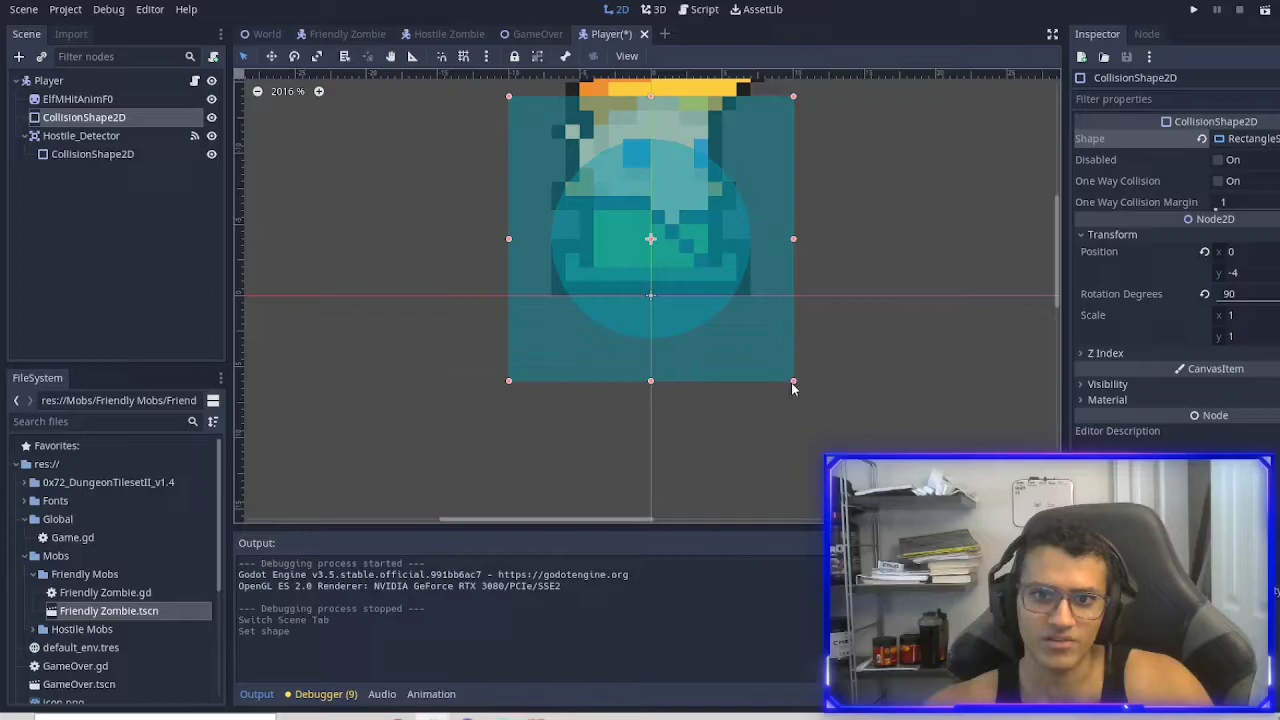 Scene Project Debug Editor Help
2D 3D Script AssetLib
Scene Import
World Friendly Zombie Hostile Zombie GameOver Player(*)
Inspector Node
Filter nodes
View
Player
ElfMHitAnimF0
CollisionShape2D
Hostile_Detector
CollisionShape2D
2016 %
CollisionShape2D
Filter properties
CollisionShape2D
Shape RectangleS
Disabled On
One Way Collision On
One Way Collision Margin 1
Node2D
Transform
Position x 0
y -4
Rotation Degrees 90
Scale x 1
y 1
Z Index
CanvasItem
Visibility
Material
Node
Editor Description
FileSystem
res://Mobs/Friendly Mobs/Friend
Search files
Favorites:
res://
0x72_DungeonTilesetII_v1.4
Fonts
Global
Game.gd
Mobs
Friendly Mobs
Friendly Zombie.gd
Friendly Zombie.tscn
Hostile Mobs
default_env.tres
GameOver.gd
GameOver.tscn
icon.png
Output:
--- Debugging process started ---
Godot Engine v3.5.stable.official.991bb6ac7 - https://godotengine.org
OpenGL ES 2.0 Renderer: NVIDIA GeForce RTX 3080/PCIe/SSE2
--- Debugging process stopped ---
Switch Scene Tab
Set shape
Output Debugger (9) Audio Animation